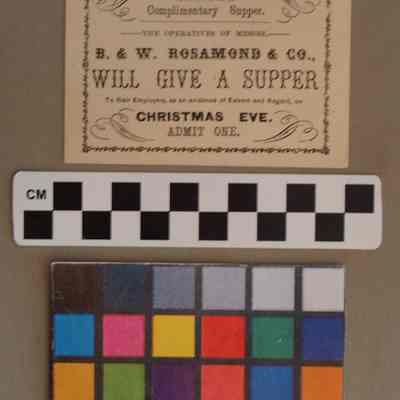 Complimentary Supper.
THE OPERATIVES OF MESSRS.
B. & W. ROSAMOND & CO.,
WILL GIVE A SUPPER
To their Employers, as an evidence of Esteem and Regard, on
CHRISTMAS EVE.
ADMIT ONE.
CM